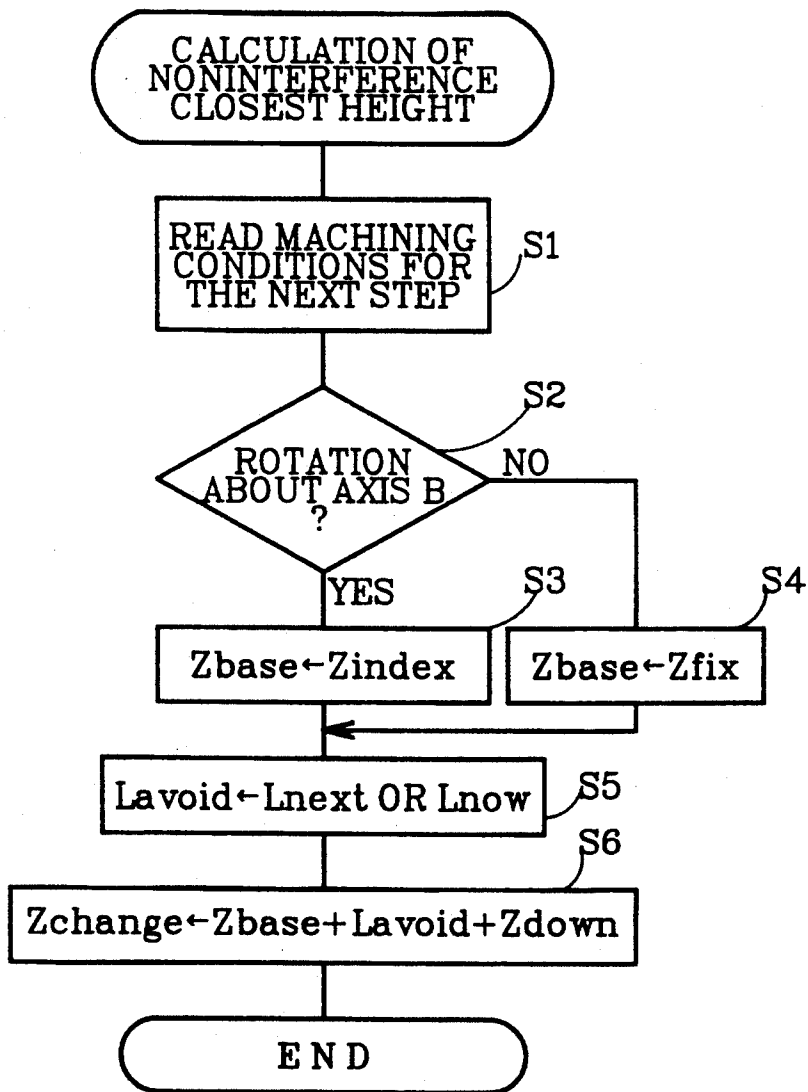 CALCULATION OF
NONINTERFERENCE
CLOSEST HEIGHT
READ MACHINING
CONDITIONS FOR
THE NEXT STEP
S1
S2
ROTATION
ABOUT AXIS B
?
NO
YES
S3
S4
Zbase←Zindex
Zbase←Zfix
Lavoid←Lnext OR Lnow
S5
S6
Zchange←Zbase+Lavoid+Zdown
END